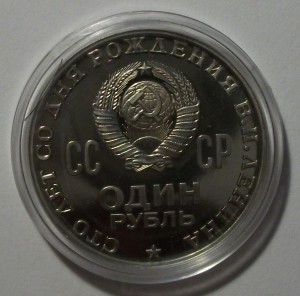 СТО ЛЕТ СО ДНЯ РОЖДЕНИЯ В.И.ЛЕНИНА
СС СР
ОДИН
РУБЛЬ